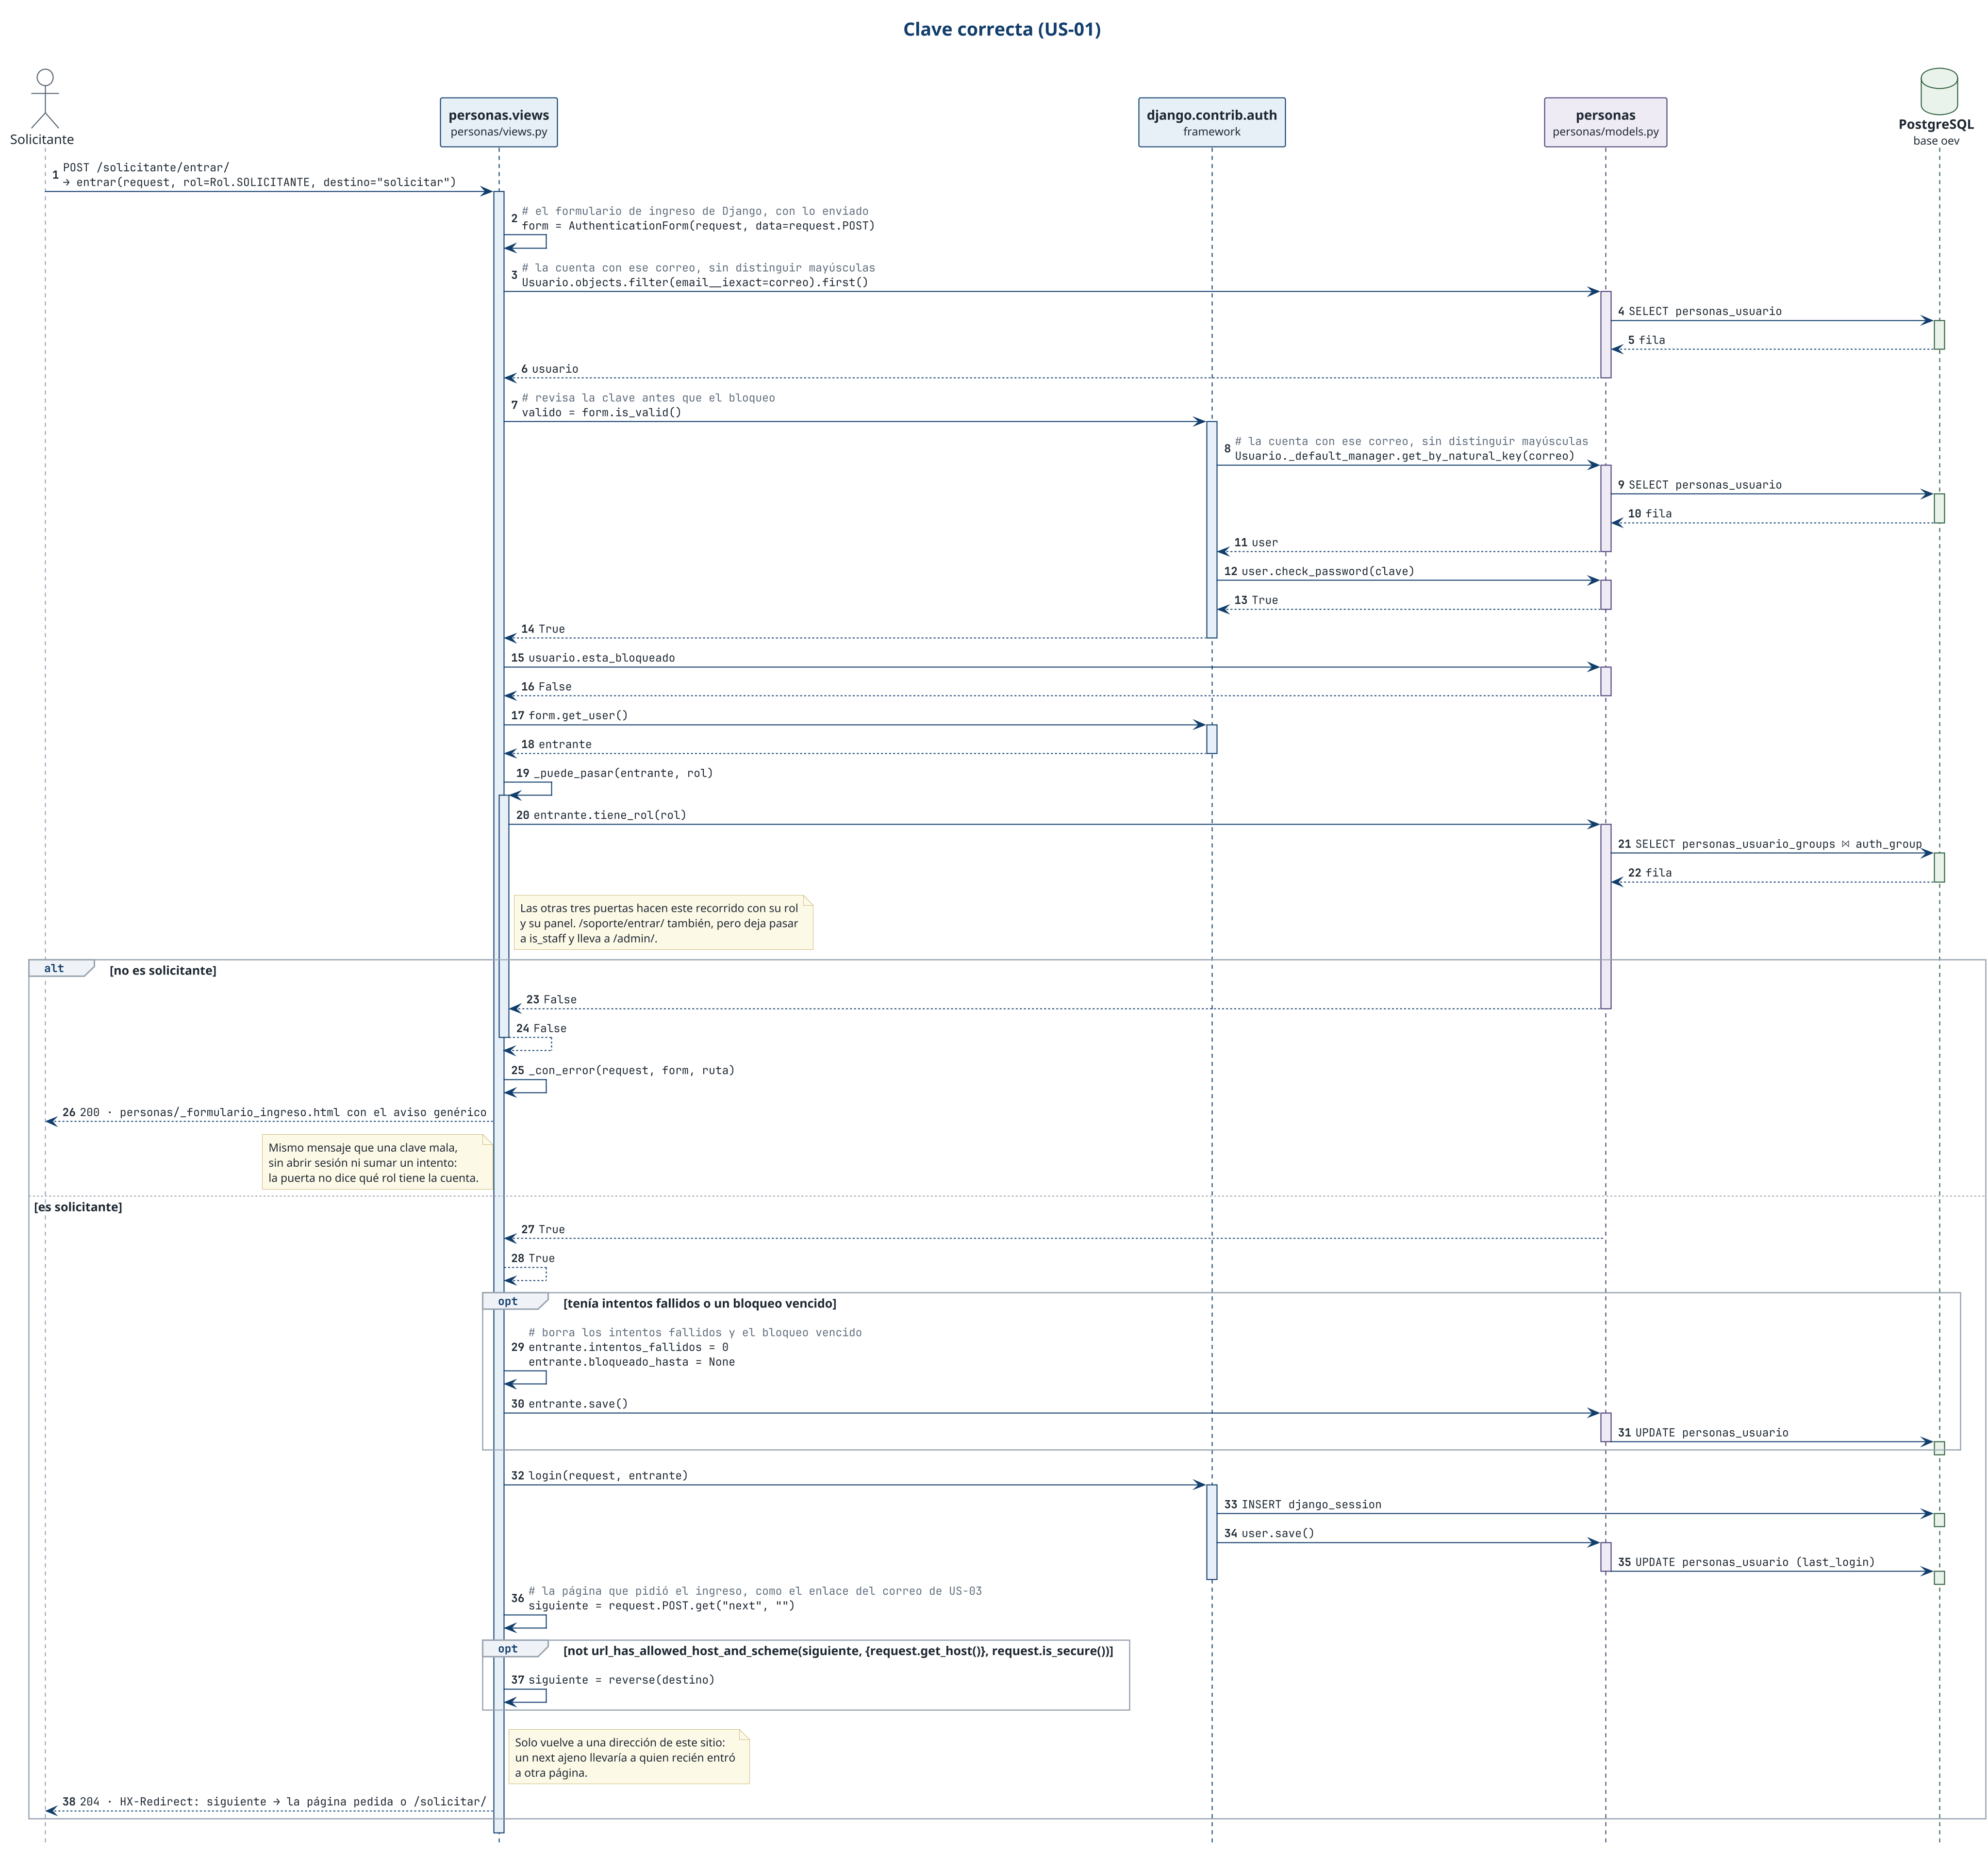 Clave correcta (US-01)
Solicitante
personas.views
personas/views.py
django.contrib.auth
framework
personas
personas/models.py
PostgreSQL
base oev
1 POST /solicitante/entrar/
→ entrar(request, rol=Rol.SOLICITANTE, destino="solicitar")
2 # el formulario de ingreso de Django, con lo enviado
form = AuthenticationForm(request, data=request.POST)
3 # la cuenta con ese correo, sin distinguir mayúsculas
Usuario.objects.filter(email__iexact=correo).first()
4 SELECT personas_usuario
5 fila
6 usuario
7 # revisa la clave antes que el bloqueo
valido = form.is_valid()
8 # la cuenta con ese correo, sin distinguir mayúsculas
Usuario._default_manager.get_by_natural_key(correo)
9 SELECT personas_usuario
10 fila
11 user
12 user.check_password(clave)
13 True
14 True
15 usuario.esta_bloqueado
16 False
17 form.get_user()
18 entrante
19 _puede_pasar(entrante, rol)
20 entrante.tiene_rol(rol)
21 SELECT personas_usuario_groups ⋈ auth_group
22 fila
Las otras tres puertas hacen este recorrido con su rol
y su panel. /soporte/entrar/ también, pero deja pasar
a is_staff y lleva a /admin/.
alt [no es solicitante]
23 False
24 False
25 _con_error(request, form, ruta)
26 200 · personas/_formulario_ingreso.html con el aviso genérico
Mismo mensaje que una clave mala,
sin abrir sesión ni sumar un intento:
la puerta no dice qué rol tiene la cuenta.
[es solicitante]
27 True
28 True
opt [tenía intentos fallidos o un bloqueo vencido]
29 # borra los intentos fallidos y el bloqueo vencido
entrante.intentos_fallidos = 0
entrante.bloqueado_hasta = None
30 entrante.save()
31 UPDATE personas_usuario
32 login(request, entrante)
33 INSERT django_session
34 user.save()
35 UPDATE personas_usuario (last_login)
36 # la página que pidió el ingreso, como el enlace del correo de US-03
siguiente = request.POST.get("next", "")
opt [not url_has_allowed_host_and_scheme(siguiente, {request.get_host()}, request.is_secure())]
37 siguiente = reverse(destino)
Solo vuelve a una dirección de este sitio:
un next ajeno llevaría a quien recién entró
a otra página.
38 204 · HX-Redirect: siguiente → la página pedida o /solicitar/